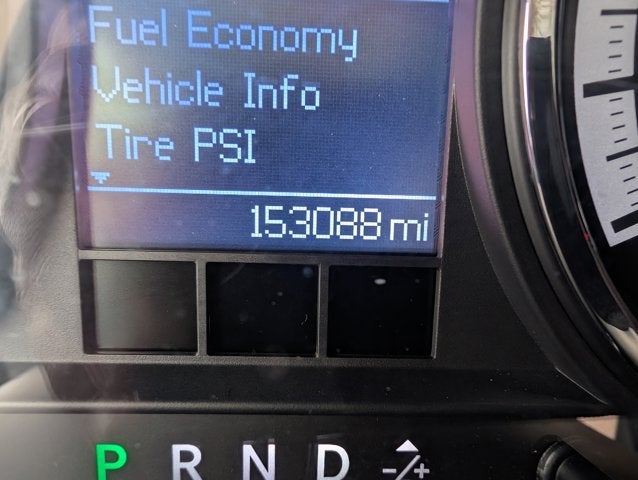 Fuel Economy
Vehicle Info
Tire PSI
153088 mi
P R N D -/+